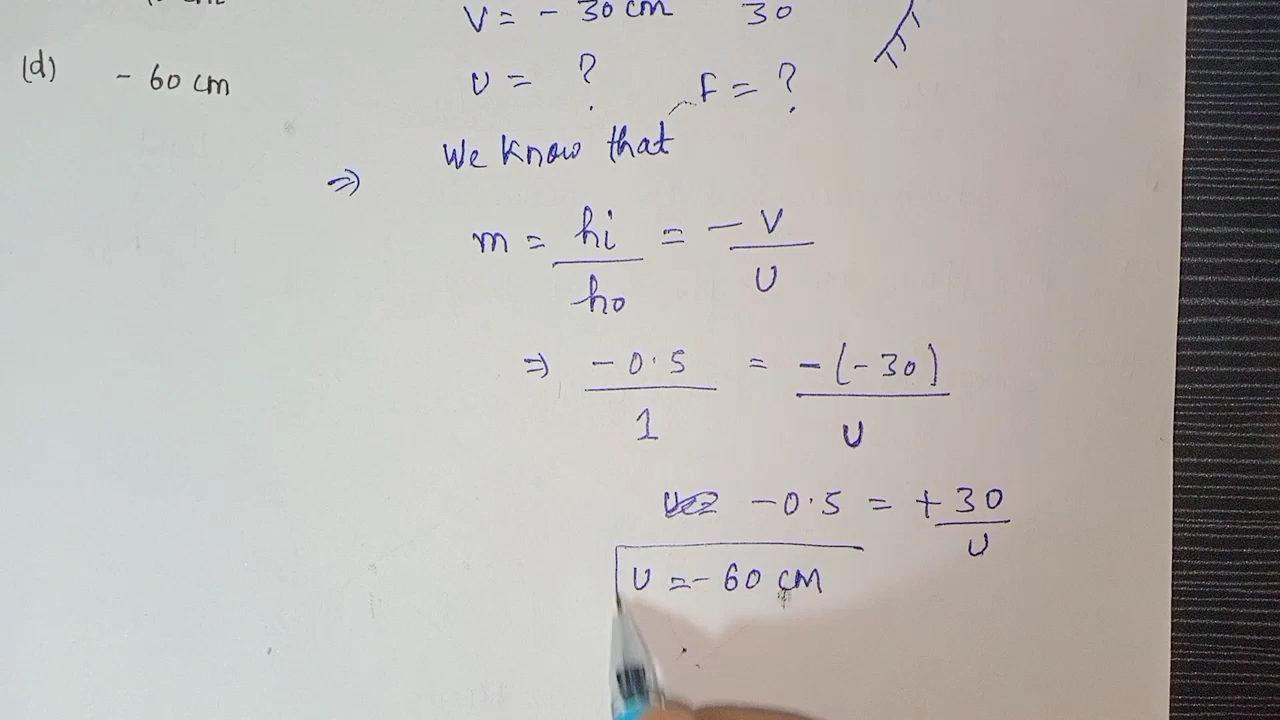 V = - 30 cm 30
(d) - 60 cm
U = ? F = ?
We know that
⇒
m = hi / ho = - V / U
⇒ - 0.5 / 1 = - (- 30) / U
- 0.5 = + 30 / U
U = - 60 cm